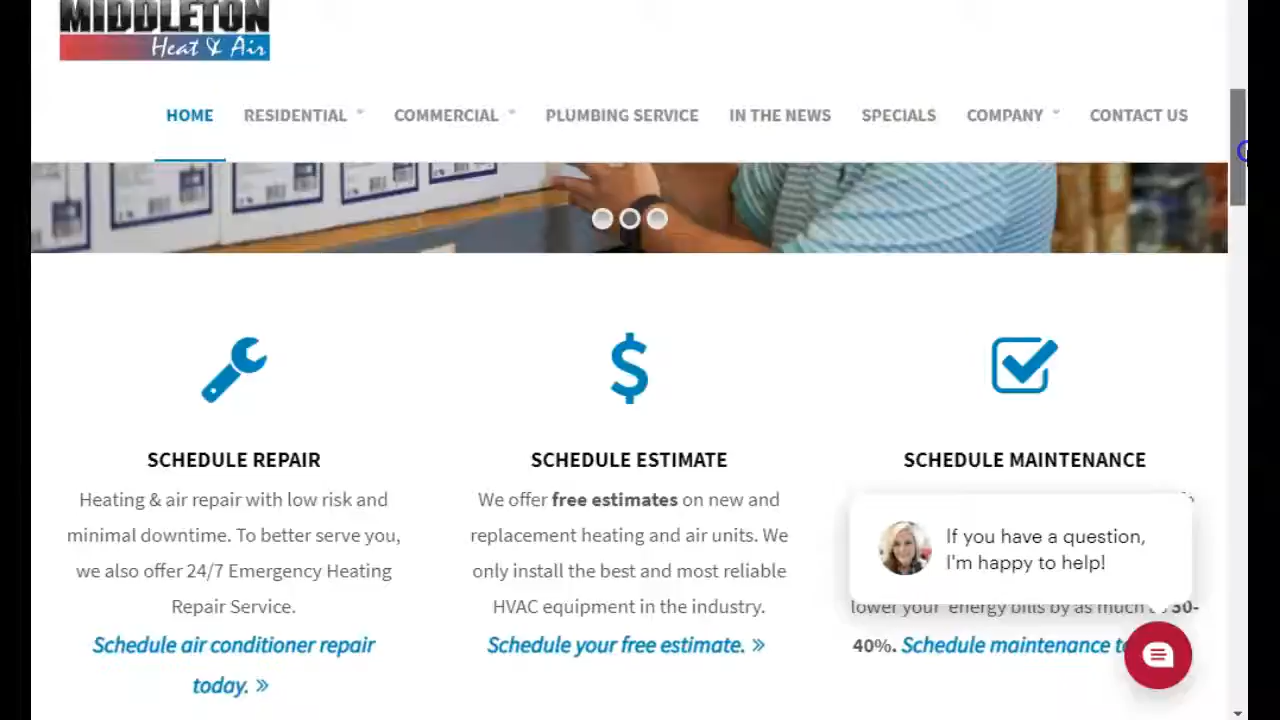 MIDDLETON
Heat & Air
HOME RESIDENTIAL COMMERCIAL PLUMBING SERVICE IN THE NEWS SPECIALS COMPANY CONTACT US
SCHEDULE REPAIR
Heating & air repair with low risk and
minimal downtime. To better serve you,
we also offer 24/7 Emergency Heating
Repair Service.
Schedule air conditioner repair
today. »
SCHEDULE ESTIMATE
We offer free estimates on new and
replacement heating and air units. We
only install the best and most reliable
HVAC equipment in the industry.
Schedule your free estimate. »
SCHEDULE MAINTENANCE
If you have a question,
I'm happy to help!
lower your energy bills by as much
40%. Schedule maintenance